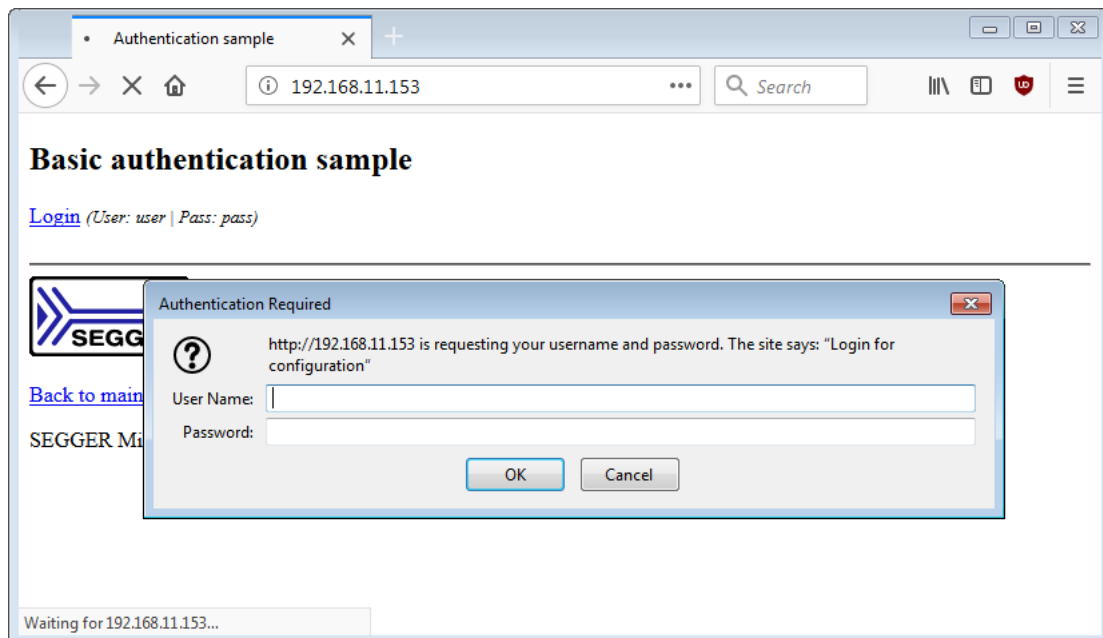 Authentication sample
192.168.11.153
Search
Basic authentication sample
Login (User: user | Pass: pass)
SEGG
Authentication Required
http://192.168.11.153 is requesting your username and password. The site says: “Login for
configuration”
User Name:
Password:
OK Cancel
Back to main
SEGGER Mi
Waiting for 192.168.11.153...